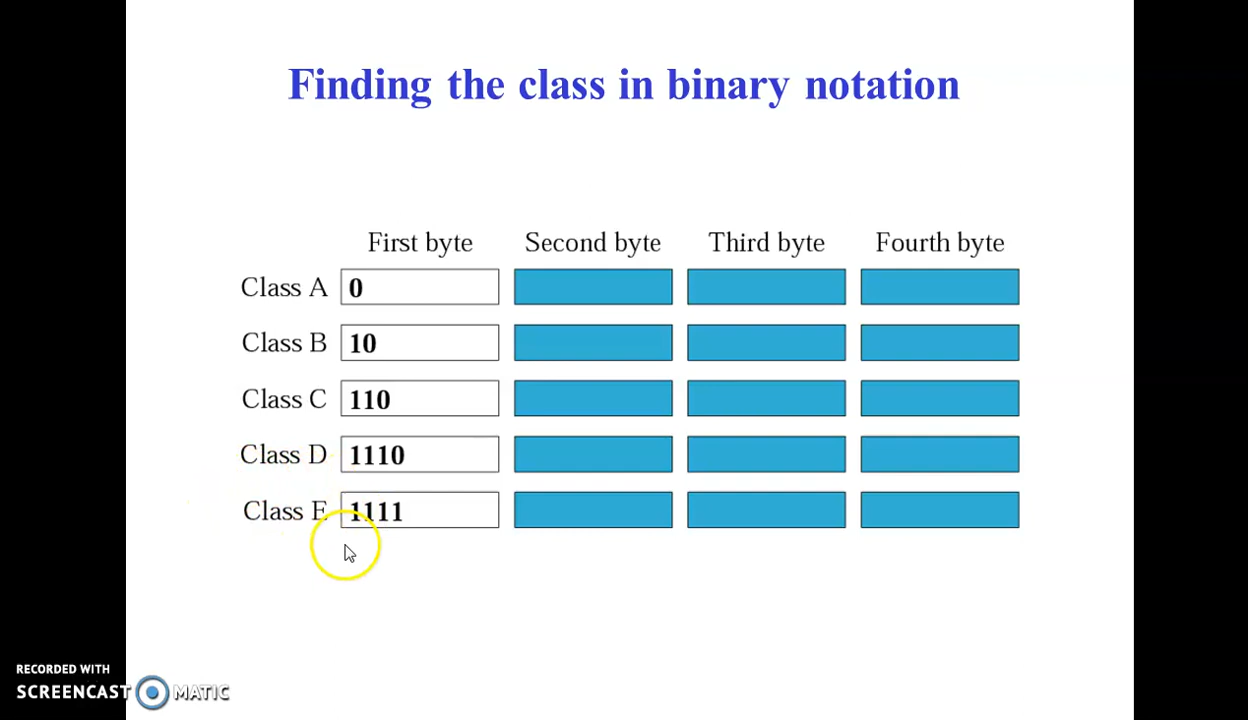 Finding the class in binary notation
First byte Second byte Third byte Fourth byte
Class A 0
Class B 10
Class C 110
Class D 1110
Class E 1111
RECORDED WITH
SCREENCAST MATIC